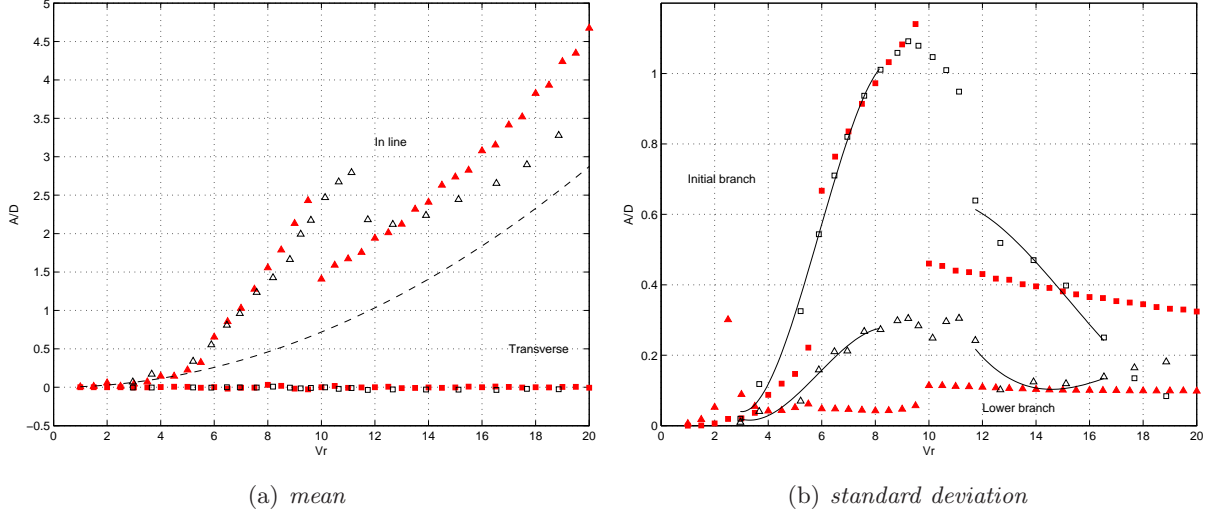 5
4.5
4
3.5
3
2.5
2
1.5
1
0.5
0
−0.5
A/D
0 2 4 6 8 10 12 14 16 18 20
Vr
In line
Transverse
(a) mean
1
0.8
0.6
0.4
0.2
0
A/D
0 2 4 6 8 10 12 14 16 18 20
Vr
Initial branch
Lower branch
(b) standard deviation